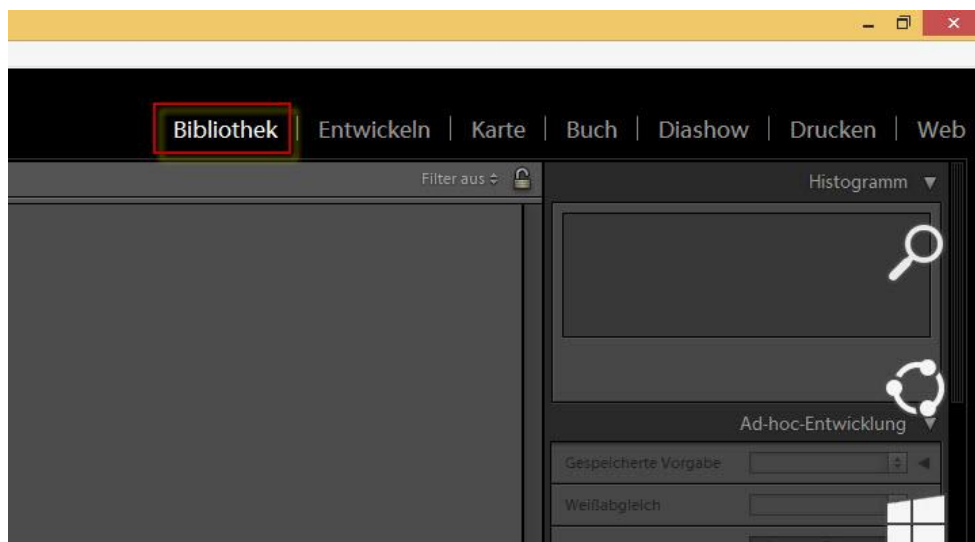 Bibliothek | Entwickeln | Karte | Buch | Diashow | Drucken | Web
Filter aus
Histogramm
Ad-hoc-Entwicklung
Gespeicherte Vorgabe
Weißabgleich